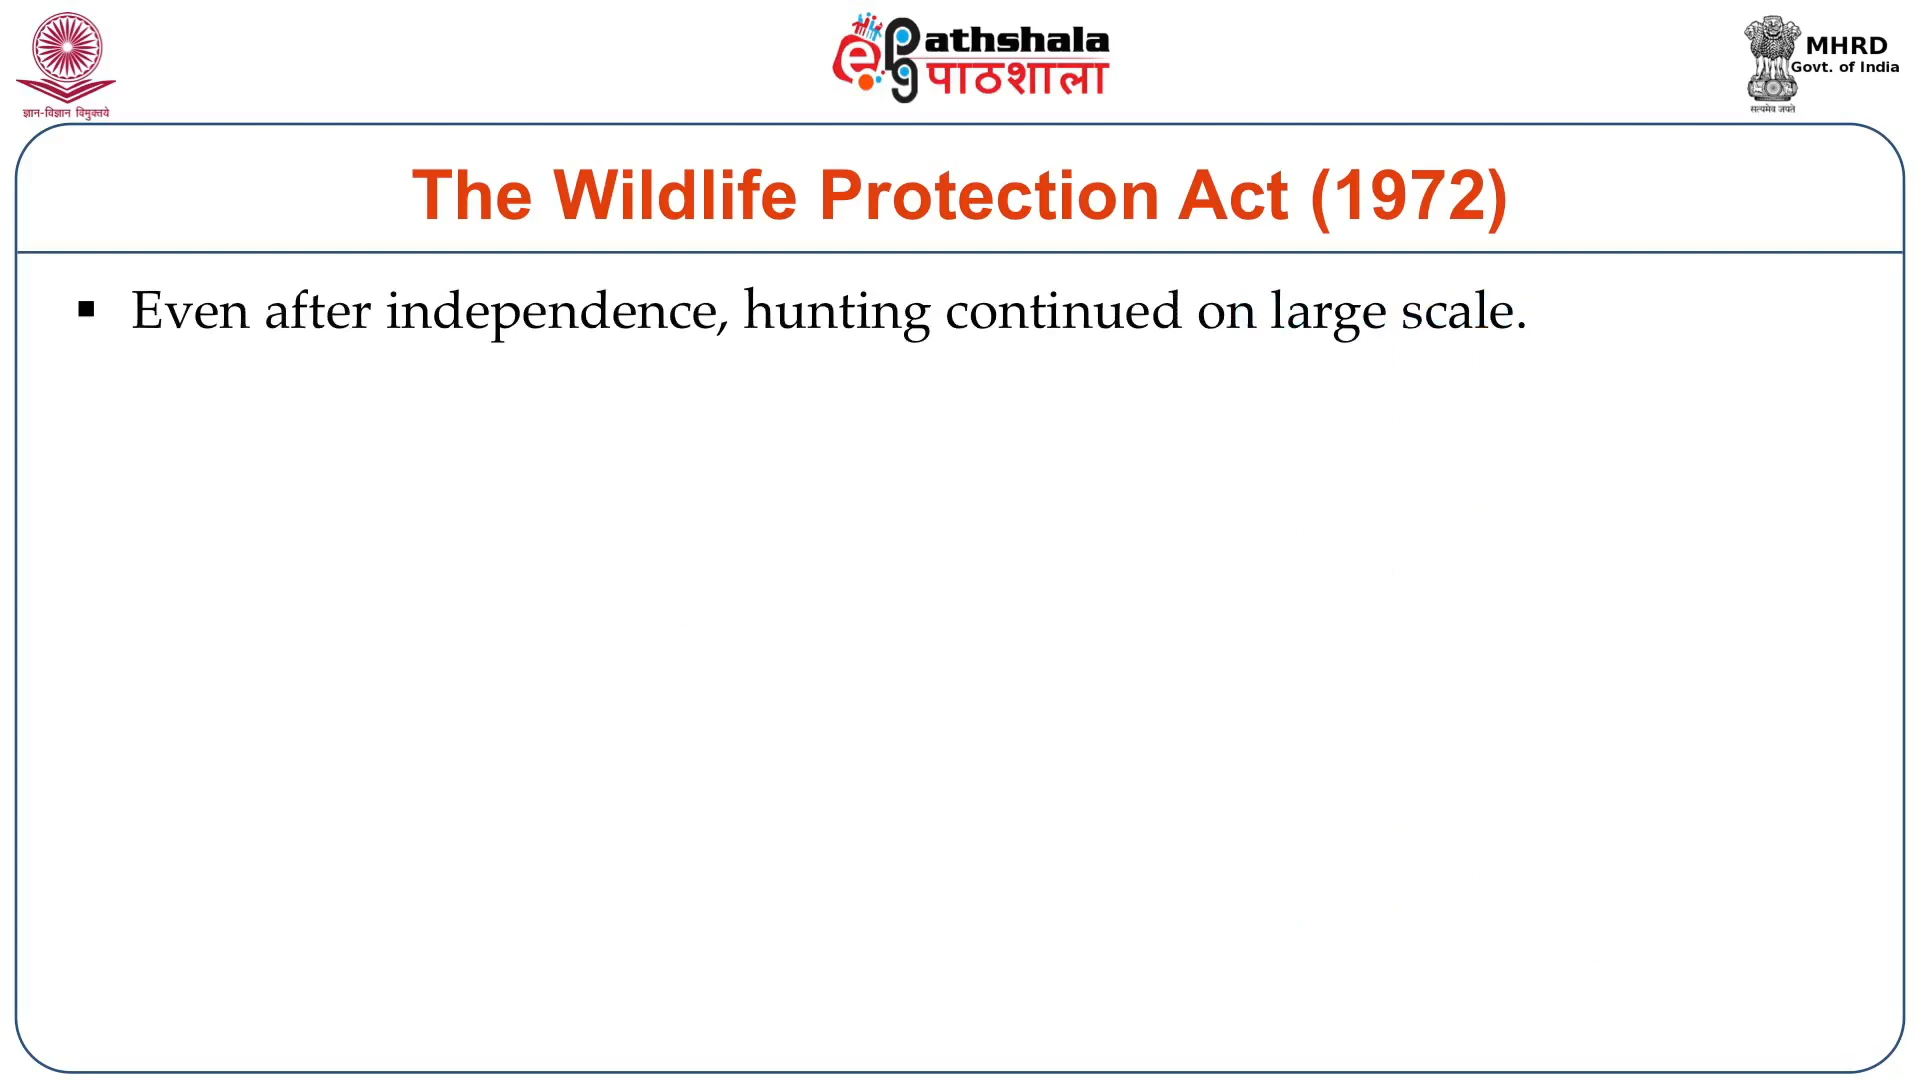 ज्ञान-विज्ञान विमुक्तये
e Pathshala
पाठशाला
MHRD
Govt. of India
सत्यमेव जयते
The Wildlife Protection Act (1972)
▪ Even after independence, hunting continued on large scale.